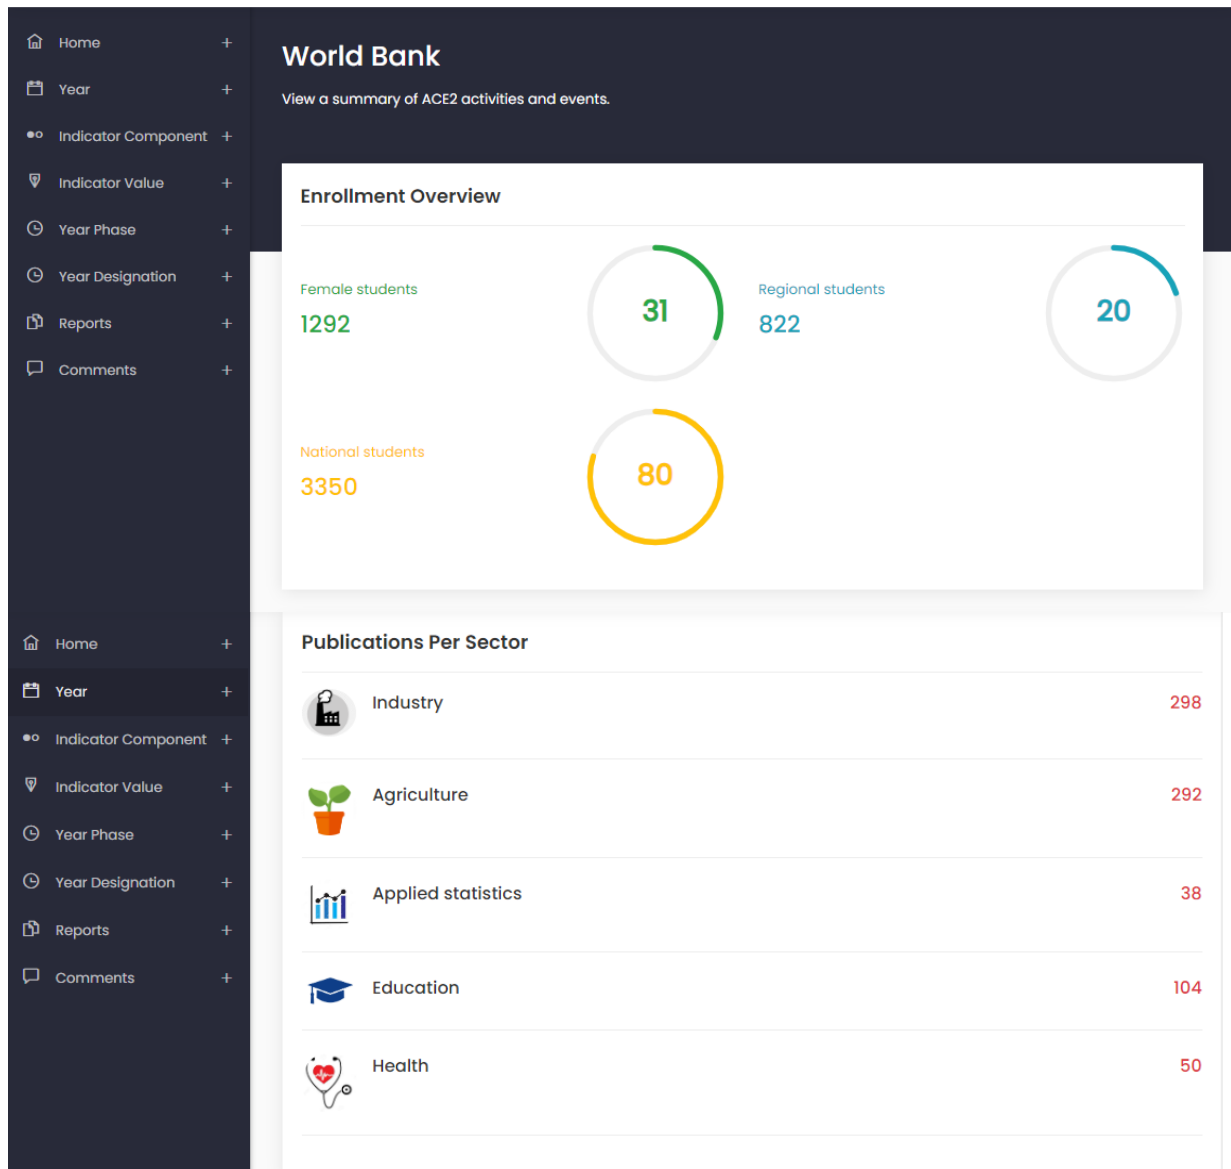 Home +
Year +
Indicator Component +
Indicator Value +
Year Phase +
Year Designation +
Reports +
Comments +
World Bank
View a summary of ACE2 activities and events.
Enrollment Overview
Female students
1292
31
Regional students
822
20
National students
3350
80
Home +
Year +
Indicator Component +
Indicator Value +
Year Phase +
Year Designation +
Reports +
Comments +
Publications Per Sector
Industry 298
Agriculture 292
Applied statistics 38
Education 104
Health 50